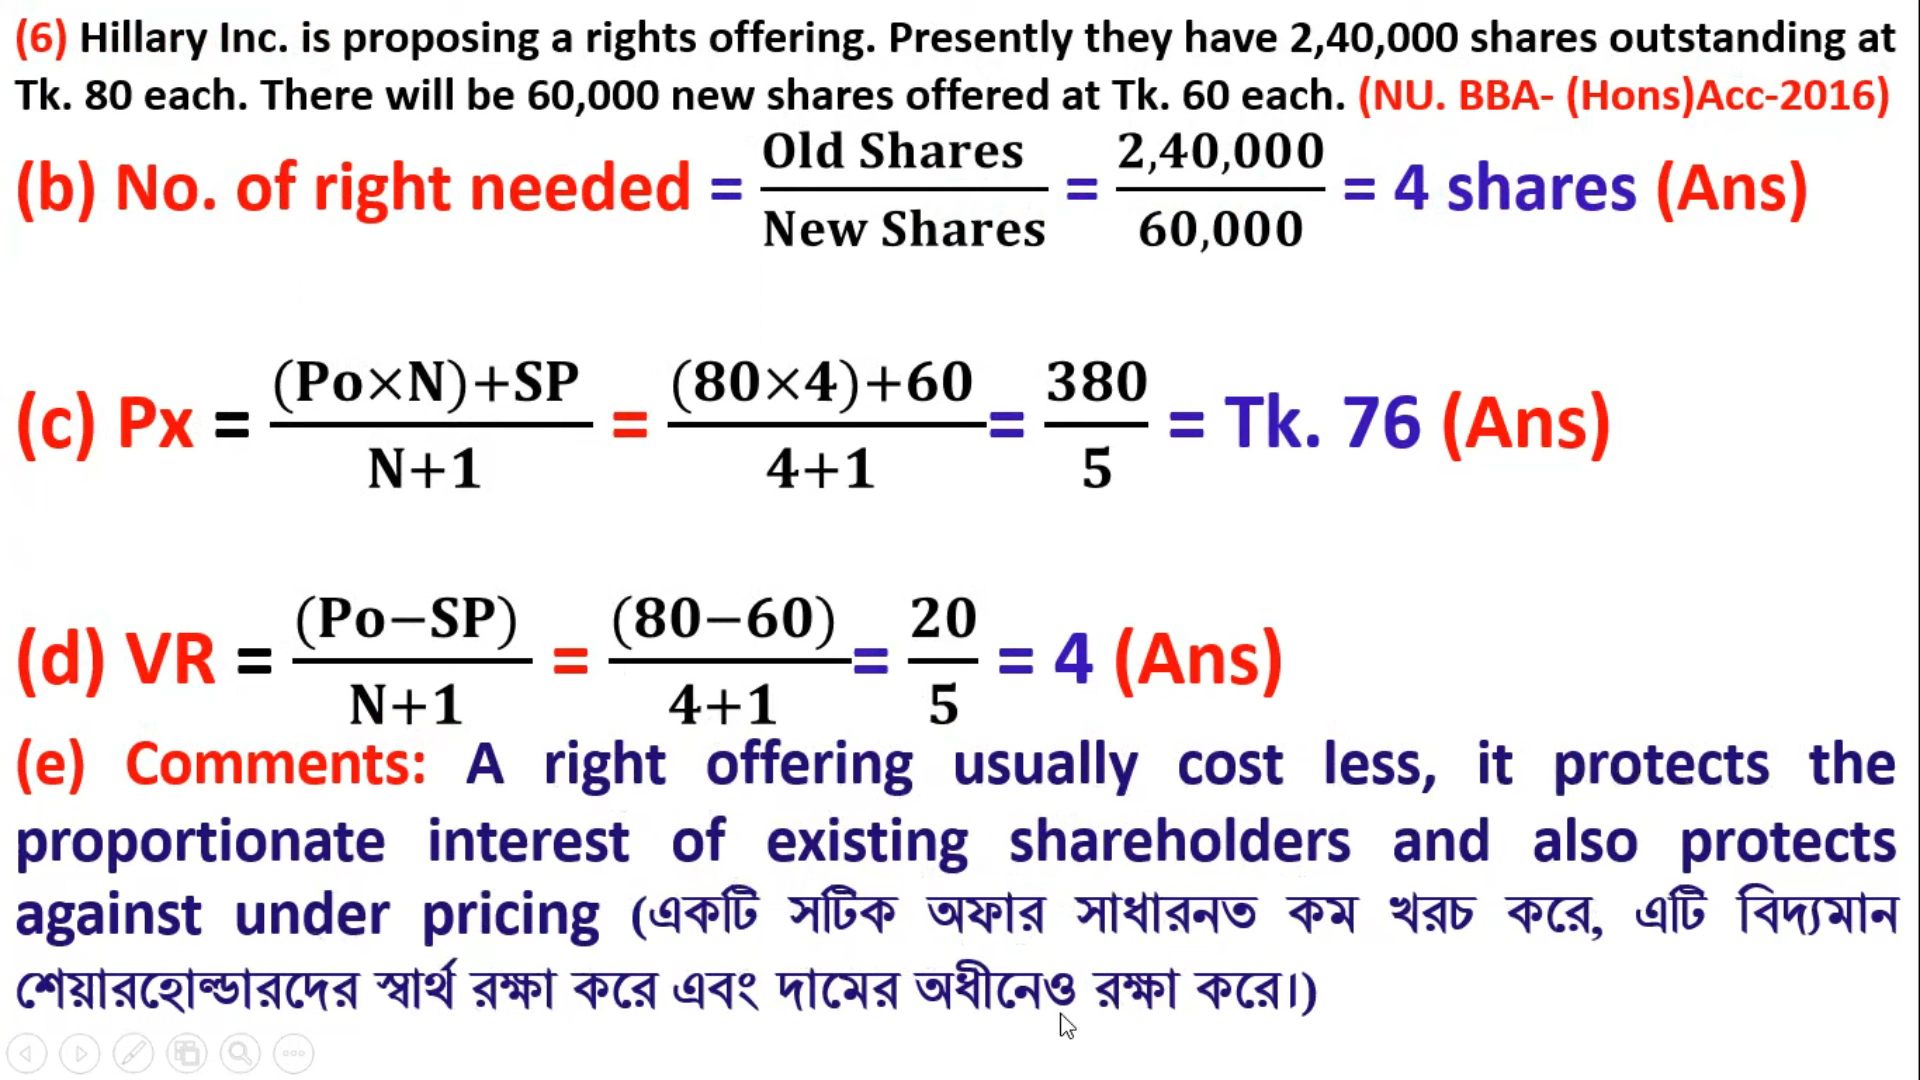 (6) Hillary Inc. is proposing a rights offering. Presently they have 2,40,000 shares outstanding at
Tk. 80 each. There will be 60,000 new shares offered at Tk. 60 each. (NU. BBA- (Hons)Acc-2016)
(b) No. of right needed = Old Shares / New Shares = 2,40,000 / 60,000 = 4 shares (Ans)
(c) Px = (Po×N)+SP / N+1 = (80×4)+60 / 4+1 = 380 / 5 = Tk. 76 (Ans)
(d) VR = (Po−SP) / N+1 = (80−60) / 4+1 = 20 / 5 = 4 (Ans)
(e) Comments: A right offering usually cost less, it protects the
proportionate interest of existing shareholders and also protects
against under pricing (একটি সটিক অফার সাধারনত কম খরচ করে, এটি বিদ্যমান
শেয়ারহোল্ডারদের স্বার্থ রক্ষা করে এবং দামের অধীনেও রক্ষা করে।)